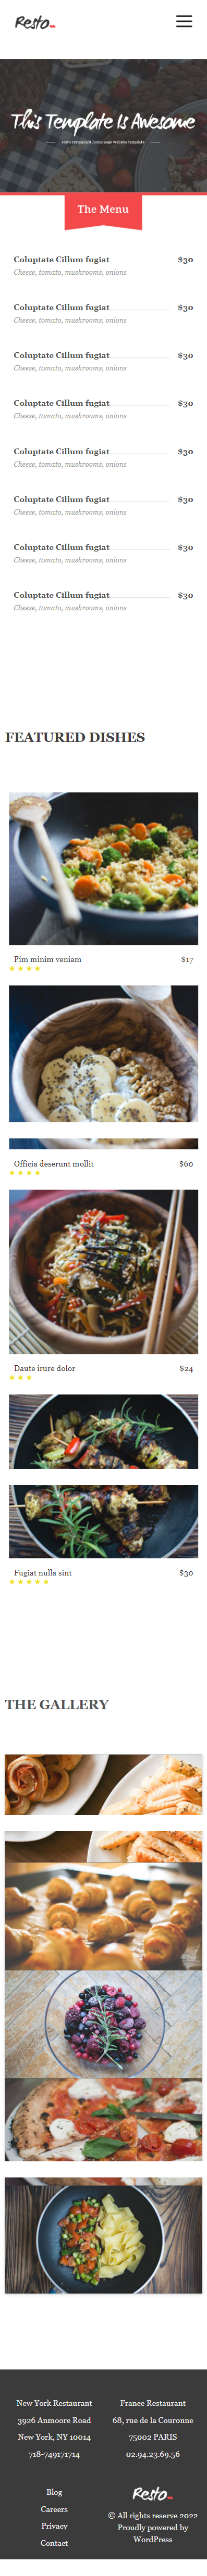 Resto
This Template Is Awesome
resto restaurant home page website template
The Menu
Coluptate Cillum fugiat $30
Cheese, tomato, mushrooms, onions
Coluptate Cillum fugiat $30
Cheese, tomato, mushrooms, onions
Coluptate Cillum fugiat $30
Cheese, tomato, mushrooms, onions
Coluptate Cillum fugiat $30
Cheese, tomato, mushrooms, onions
Coluptate Cillum fugiat $30
Cheese, tomato, mushrooms, onions
Coluptate Cillum fugiat $30
Cheese, tomato, mushrooms, onions
Coluptate Cillum fugiat $30
Cheese, tomato, mushrooms, onions
Coluptate Cillum fugiat $30
Cheese, tomato, mushrooms, onions
FEATURED DISHES
Pim minim veniam $17
Officia deserunt mollit $60
Daute irure dolor $24
Fugiat nulla sint $30
THE GALLERY
New York Restaurant
3926 Anmoore Road
New York, NY 10014
718-749171714
France Restaurant
68, rue de la Couronne
75002 PARIS
02.94.23.69.56
Blog
Careers
Privacy
Contact
Resto
© All rights reserve 2022
Proudly powered by
WordPress